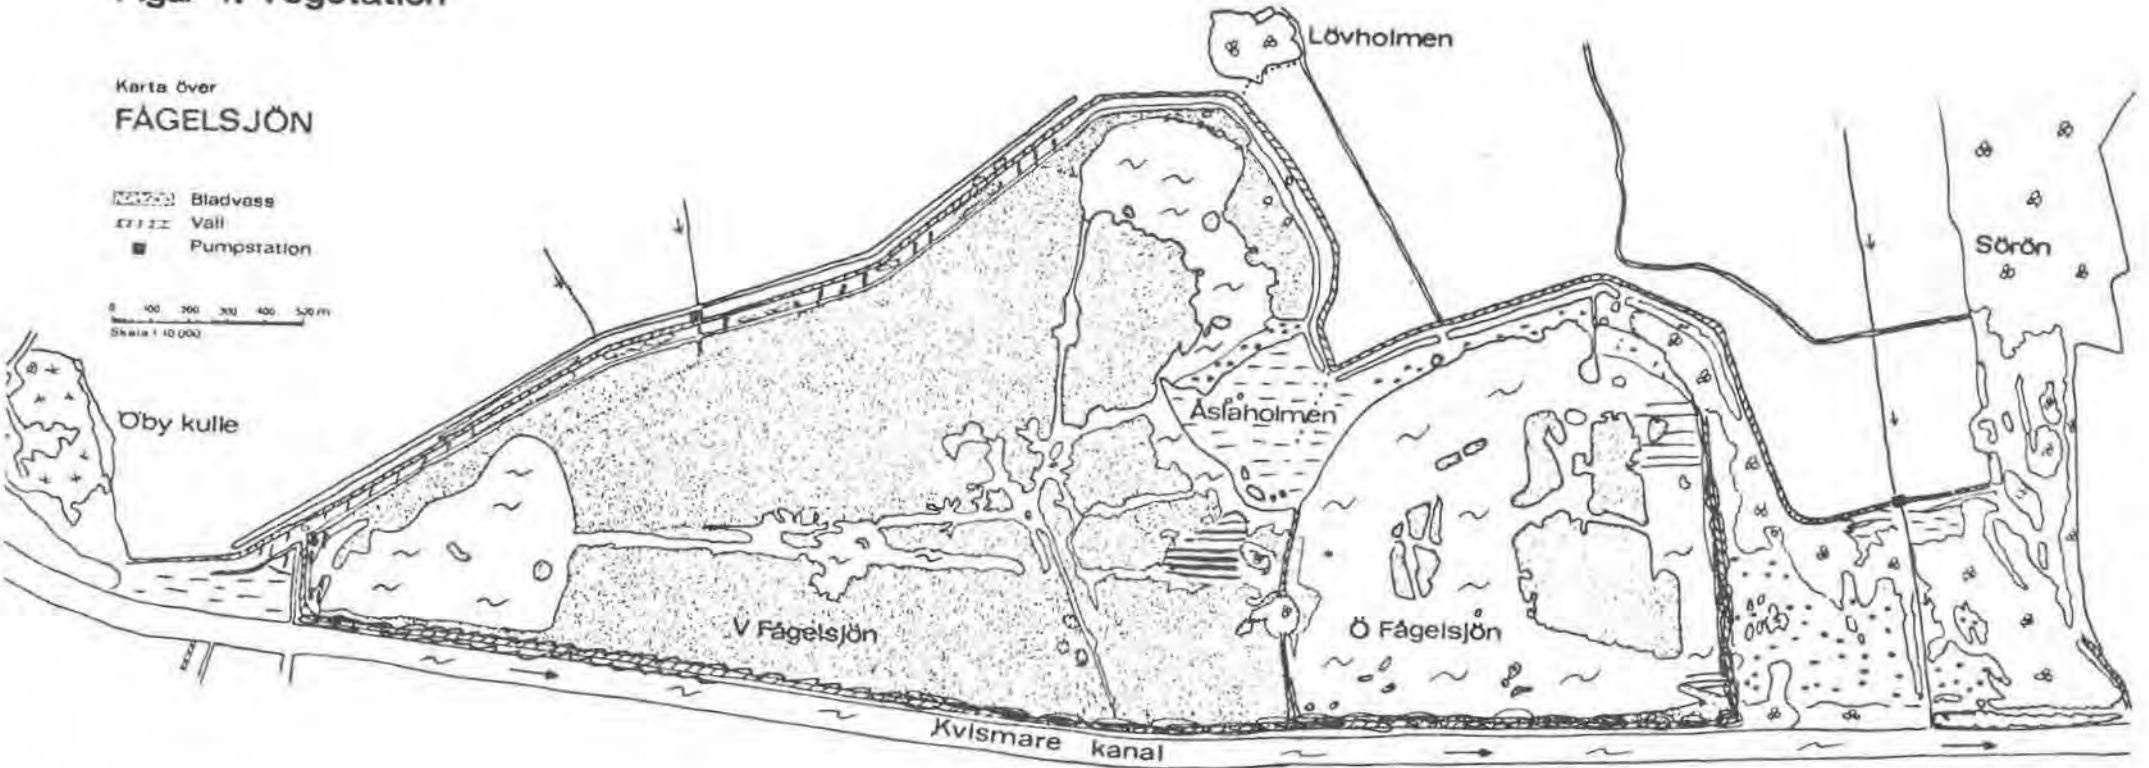 Karta över
FÅGELSJÖN
Bladvass
Vall
Pumpstation
0 100 200 300 400 500 m
Skala 1:10 000
Lövholmen
Sörön
Öby kulle
Åslaholmen
V Fågelsjön
Ö Fågelsjön
Kvismare kanal